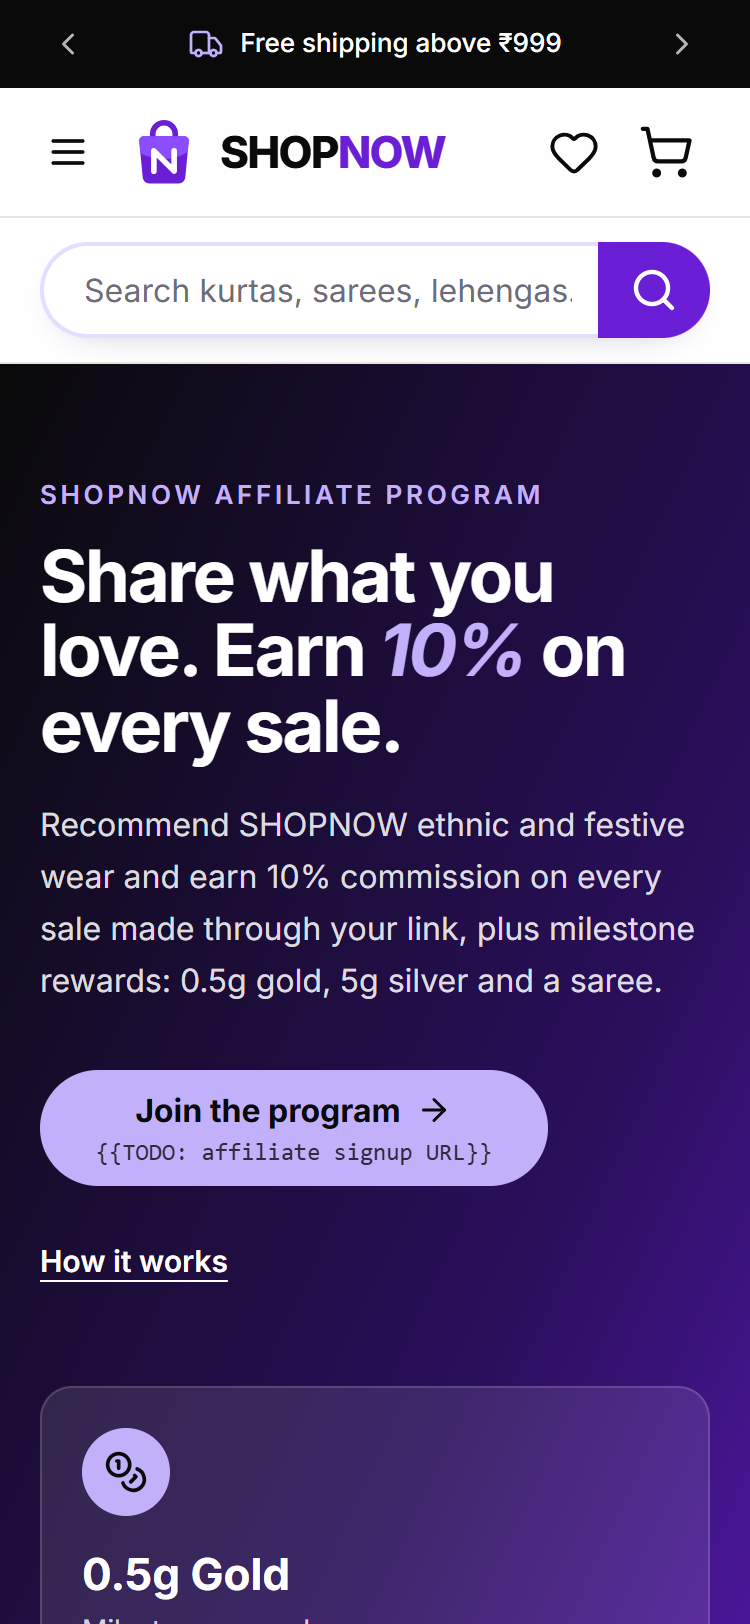 Free shipping above ₹999
N SHOPNOW
Search kurtas, sarees, lehengas.
SHOPNOW AFFILIATE PROGRAM
Share what you
love. Earn 10% on
every sale.
Recommend SHOPNOW ethnic and festive
wear and earn 10% commission on every
sale made through your link, plus milestone
rewards: 0.5g gold, 5g silver and a saree.
Join the program →
{{TODO: affiliate signup URL}}
How it works
0.5g Gold